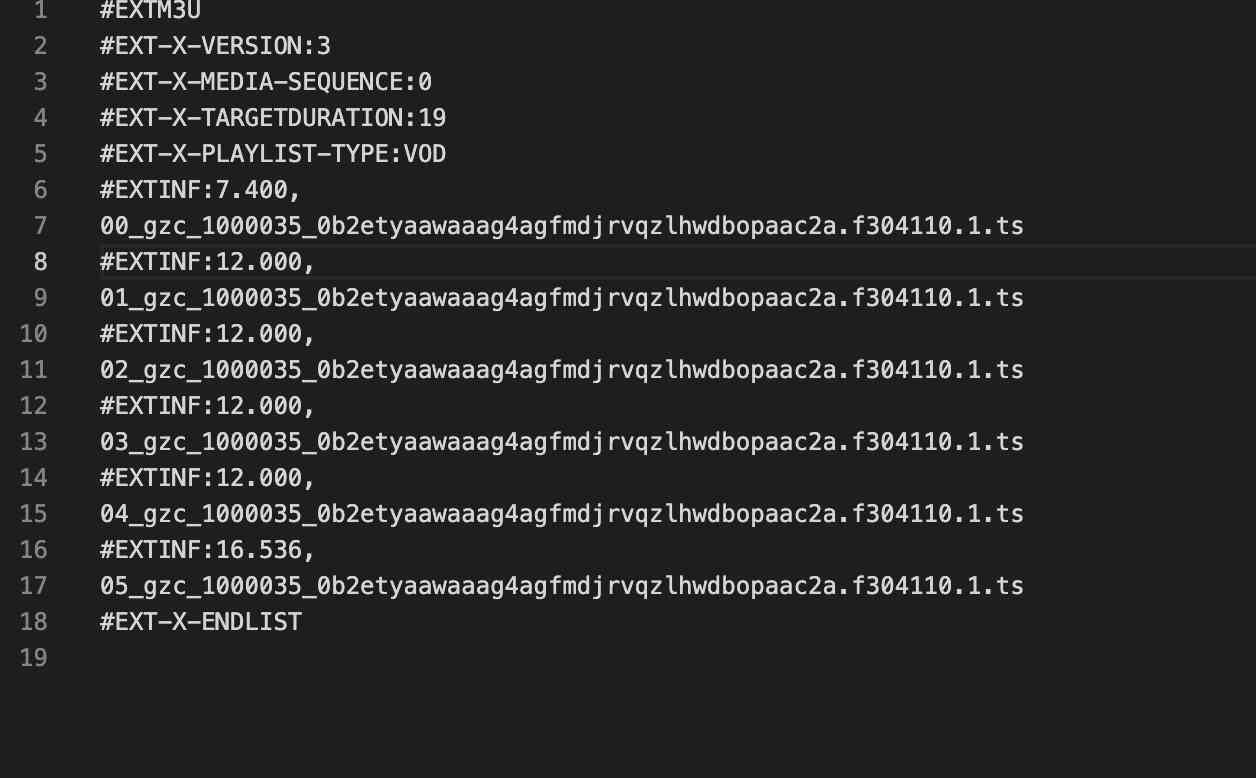 1 #EXTM3U
2 #EXT-X-VERSION:3
3 #EXT-X-MEDIA-SEQUENCE:0
4 #EXT-X-TARGETDURATION:19
5 #EXT-X-PLAYLIST-TYPE:VOD
6 #EXTINF:7.400,
7 00_gzc_1000035_0b2etyaawaaag4agfmdjrvqzlhwdbopaac2a.f304110.1.ts
8 #EXTINF:12.000,
9 01_gzc_1000035_0b2etyaawaaag4agfmdjrvqzlhwdbopaac2a.f304110.1.ts
10 #EXTINF:12.000,
11 02_gzc_1000035_0b2etyaawaaag4agfmdjrvqzlhwdbopaac2a.f304110.1.ts
12 #EXTINF:12.000,
13 03_gzc_1000035_0b2etyaawaaag4agfmdjrvqzlhwdbopaac2a.f304110.1.ts
14 #EXTINF:12.000,
15 04_gzc_1000035_0b2etyaawaaag4agfmdjrvqzlhwdbopaac2a.f304110.1.ts
16 #EXTINF:16.536,
17 05_gzc_1000035_0b2etyaawaaag4agfmdjrvqzlhwdbopaac2a.f304110.1.ts
18 #EXT-X-ENDLIST
19